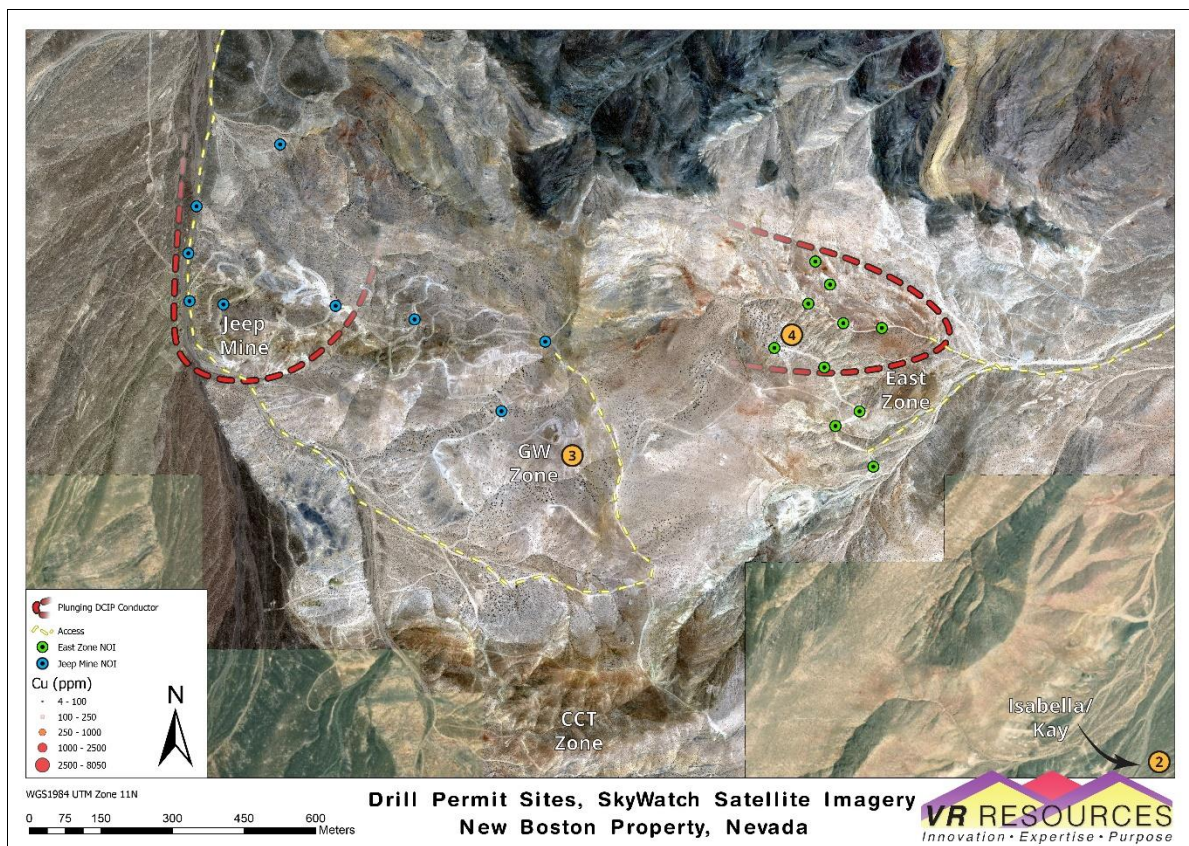 4
Jeep
Mine
East
Zone
GW
Zone
3
CCT
Zone
Isabella/
Kay
2
Plunging DCIP Conductor
Access
East Zone NOI
Jeep Mine NOI
Cu (ppm)
4 - 100
100 - 250
250 - 1000
1000 - 2500
2500 - 8050
N
WGS1984 UTM Zone 11N
0 75 150 300 450 600
Meters
Drill Permit Sites, SkyWatch Satellite Imagery
New Boston Property, Nevada
VR RESOURCES
Innovation • Expertise • Purpose